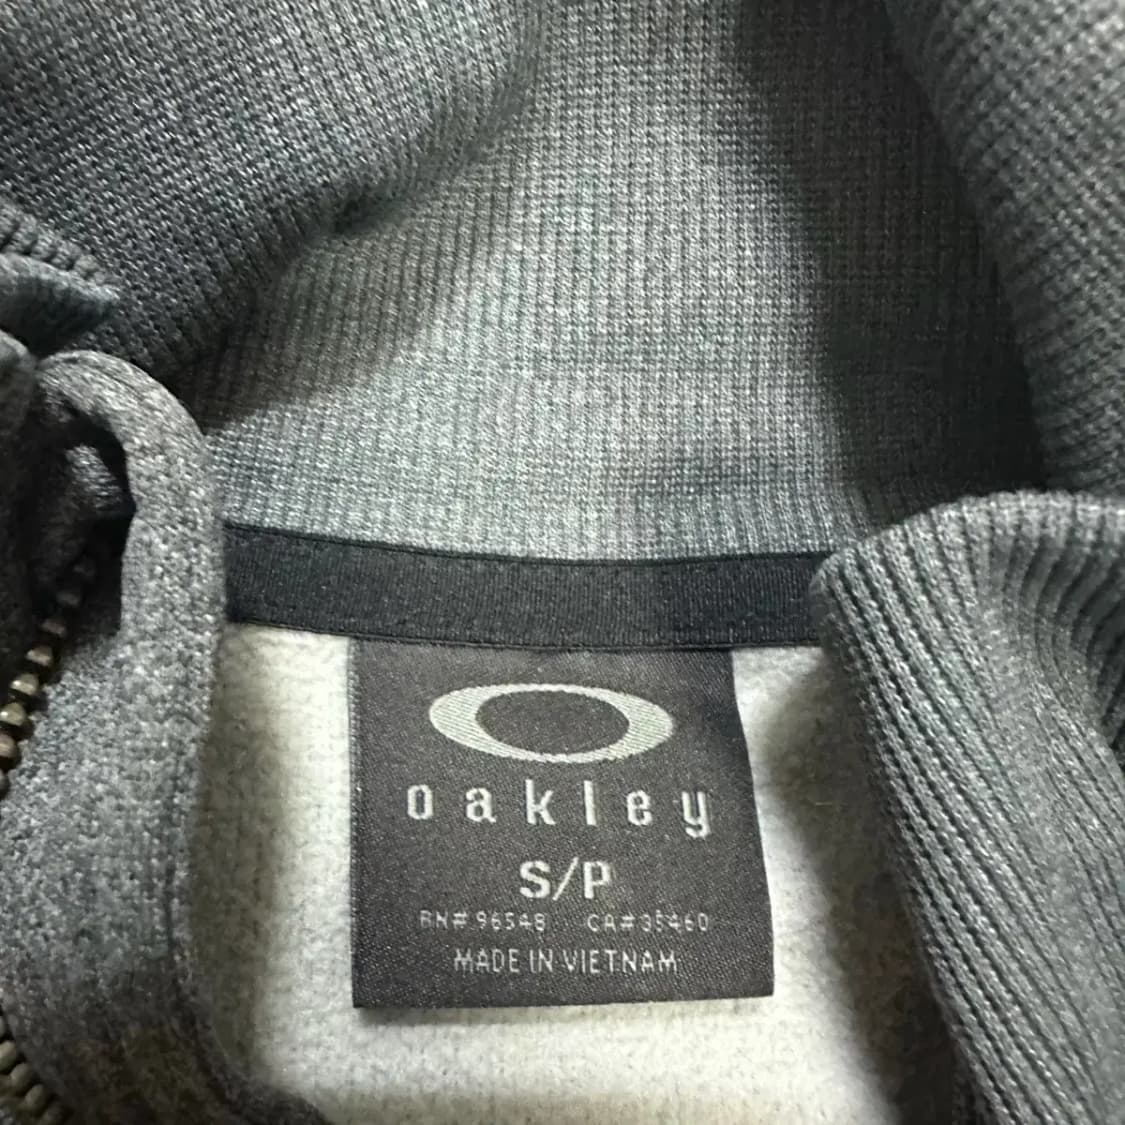 oakley
S/P
RN# 96548 CA# 35460
MADE IN VIETNAM